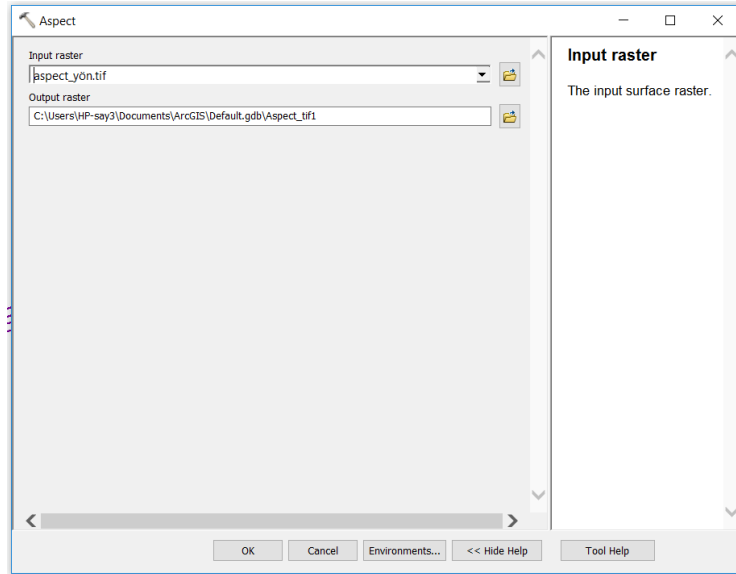 Aspect
Input raster
aspect_yön.tif
Output raster
C:\Users\HP-say3\Documents\ArcGIS\Default.gdb\Aspect_tif1
Input raster
The input surface raster.
OK
Cancel
Environments...
<< Hide Help
Tool Help